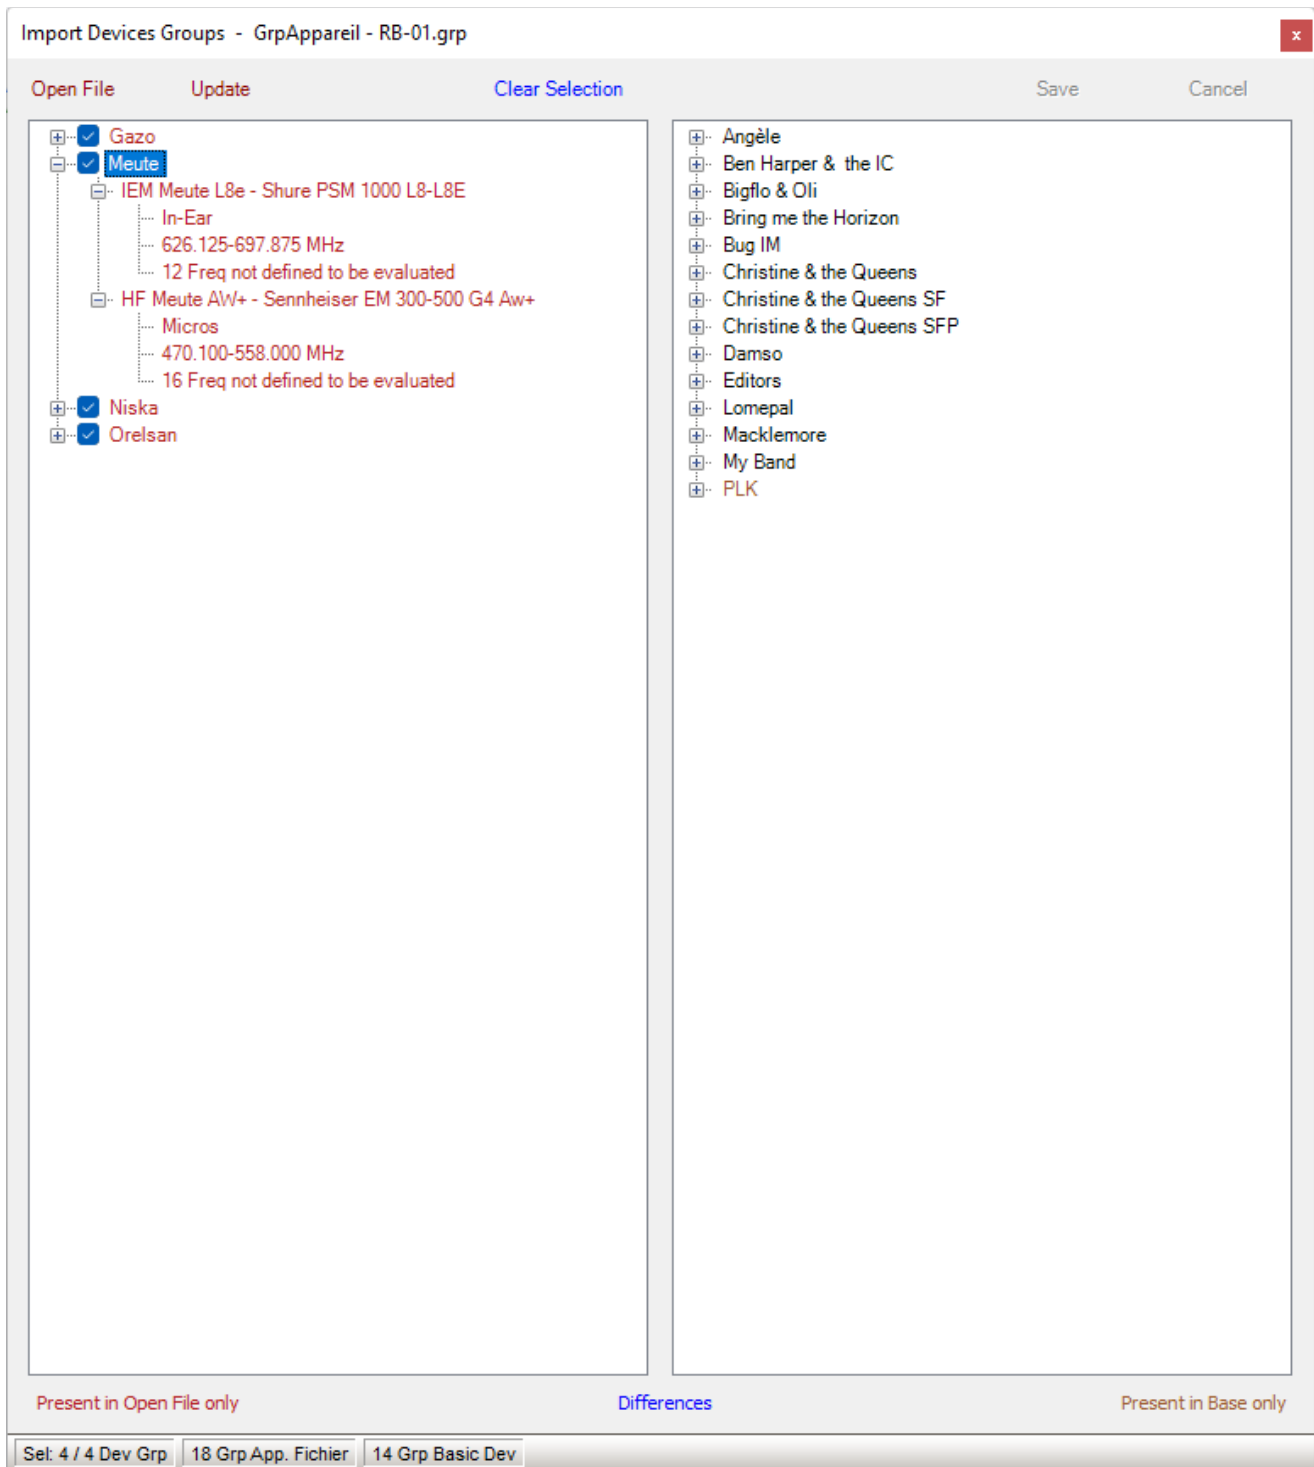 Import Devices Groups - GrpAppareil - RB-01.grp
x
Open File Update Clear Selection Save Cancel
Gazo
Meute
IEM Meute L8e - Shure PSM 1000 L8-L8E
In-Ear
626.125-697.875 MHz
12 Freq not defined to be evaluated
HF Meute AW+ - Sennheiser EM 300-500 G4 Aw+
Micros
470.100-558.000 MHz
16 Freq not defined to be evaluated
Niska
Orelsan
Angèle
Ben Harper & the IC
Bigflo & Oli
Bring me the Horizon
Bug IM
Christine & the Queens
Christine & the Queens SF
Christine & the Queens SFP
Damso
Editors
Lomepal
Macklemore
My Band
PLK
Present in Open File only Differences Present in Base only
Sel: 4 / 4 Dev Grp 18 Grp App. Fichier 14 Grp Basic Dev